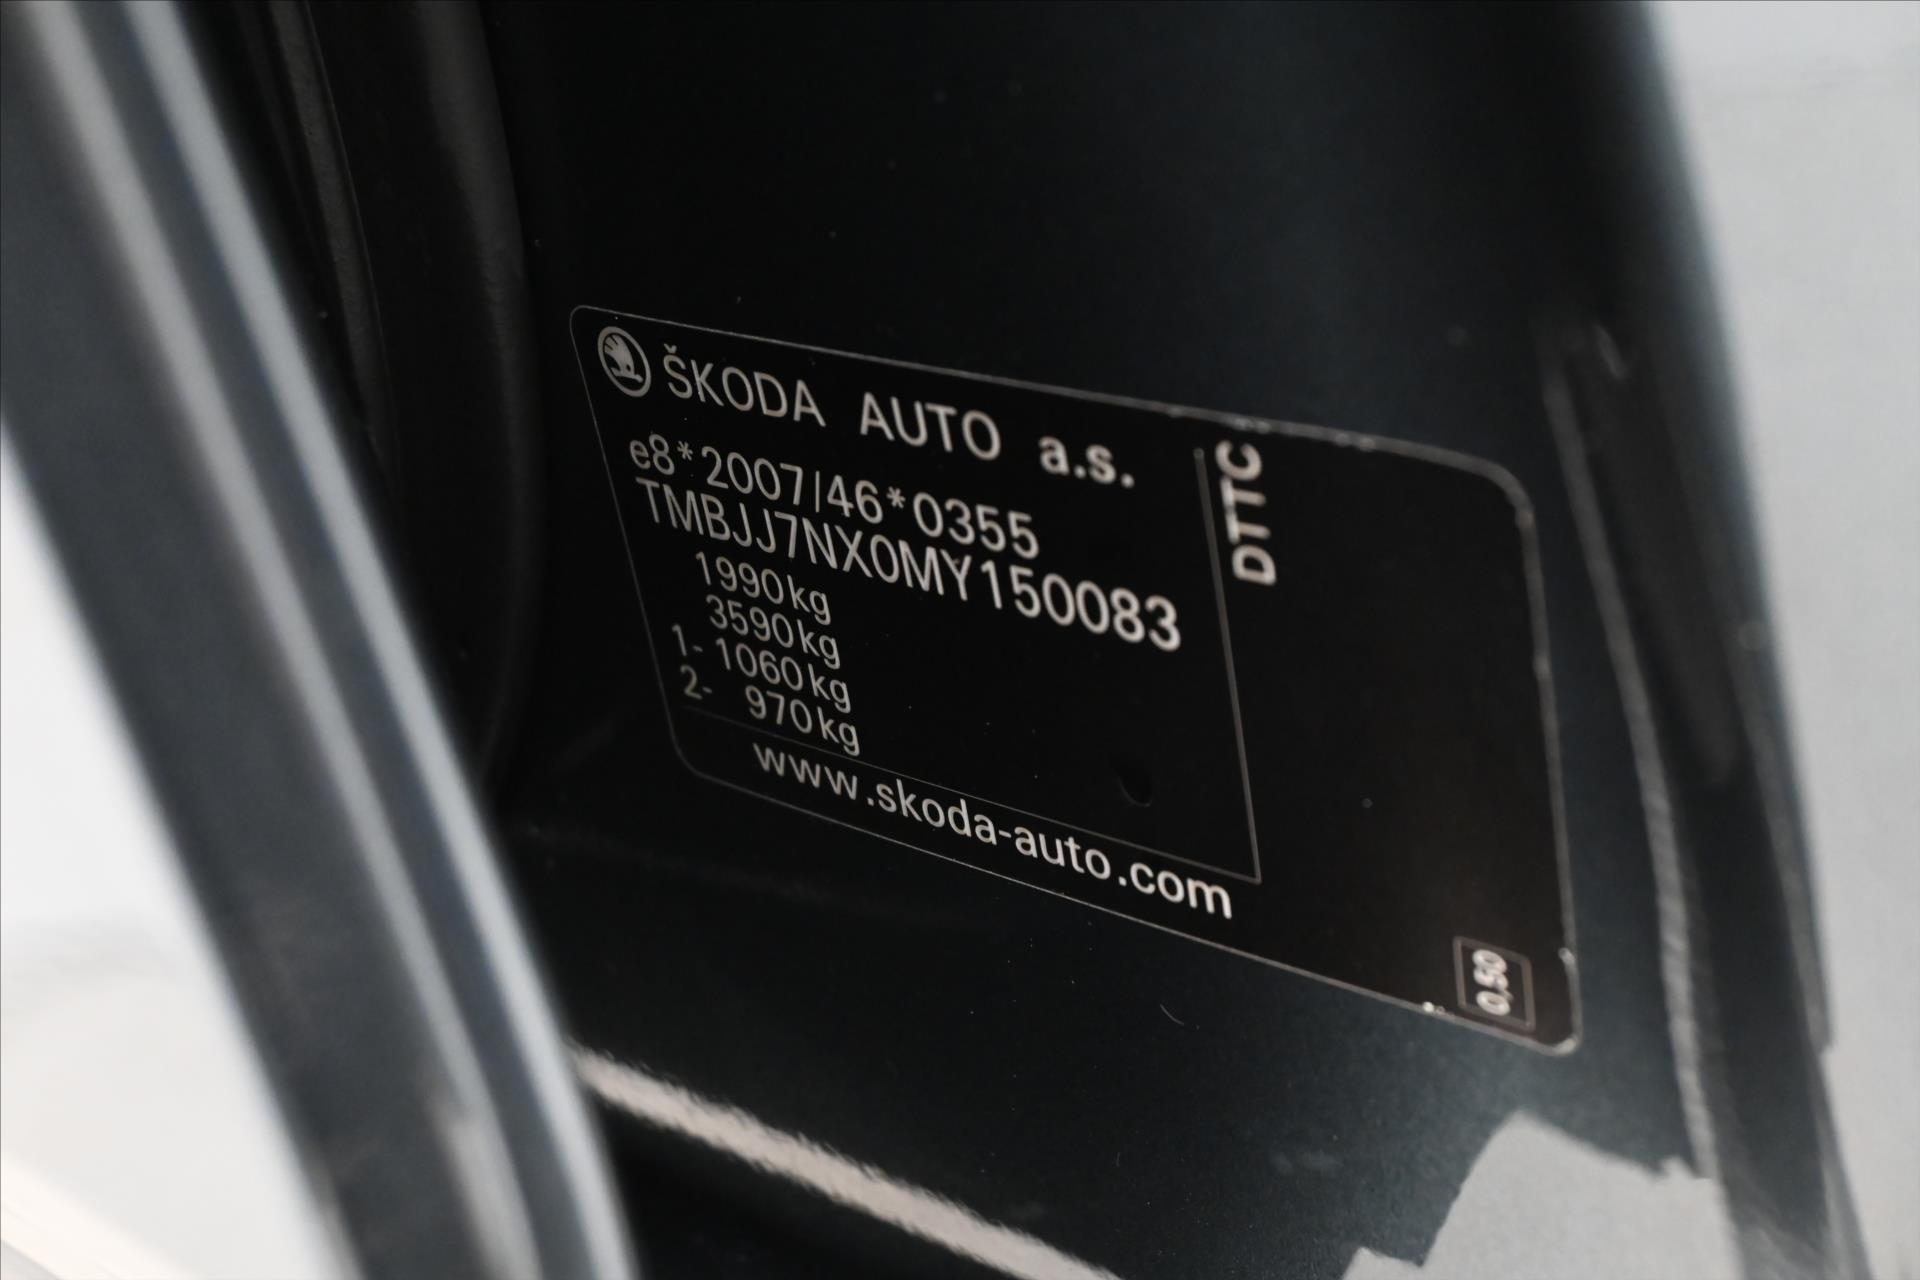 ŠKODA AUTO a.s.
e8*2007/46*0355
TMBJJ7NX0MY150083
1990kg
3590kg
1- 1060kg
2- 970kg
www.skoda-auto.com
DTTC
0,50